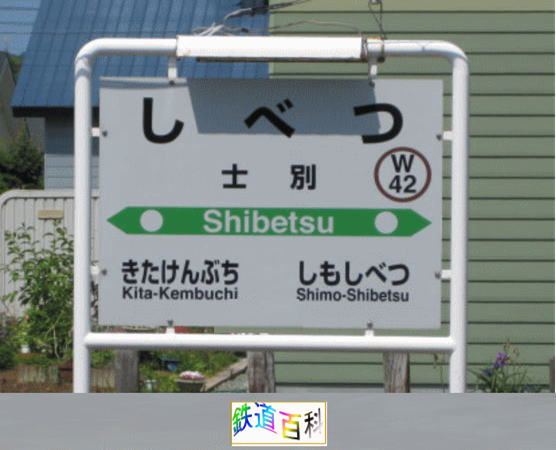 しべつ
士別
W
42
Shibetsu
きたけんぶち
Kita-Kembuchi
しもしべつ
Shimo-Shibetsu
鉄道百科